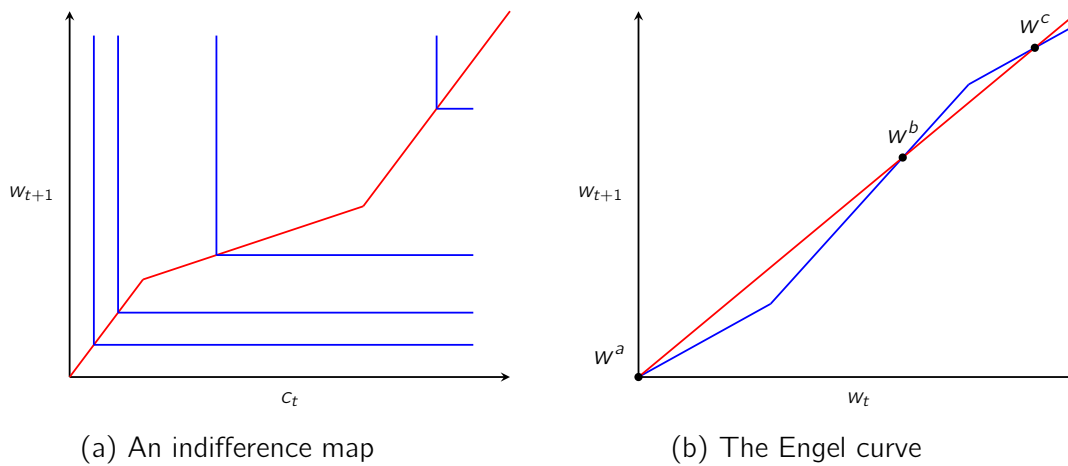 w_{t+1}
c_t
(a) An indifference map
w^c
w^b
w_{t+1}
w^a
w_t
(b) The Engel curve